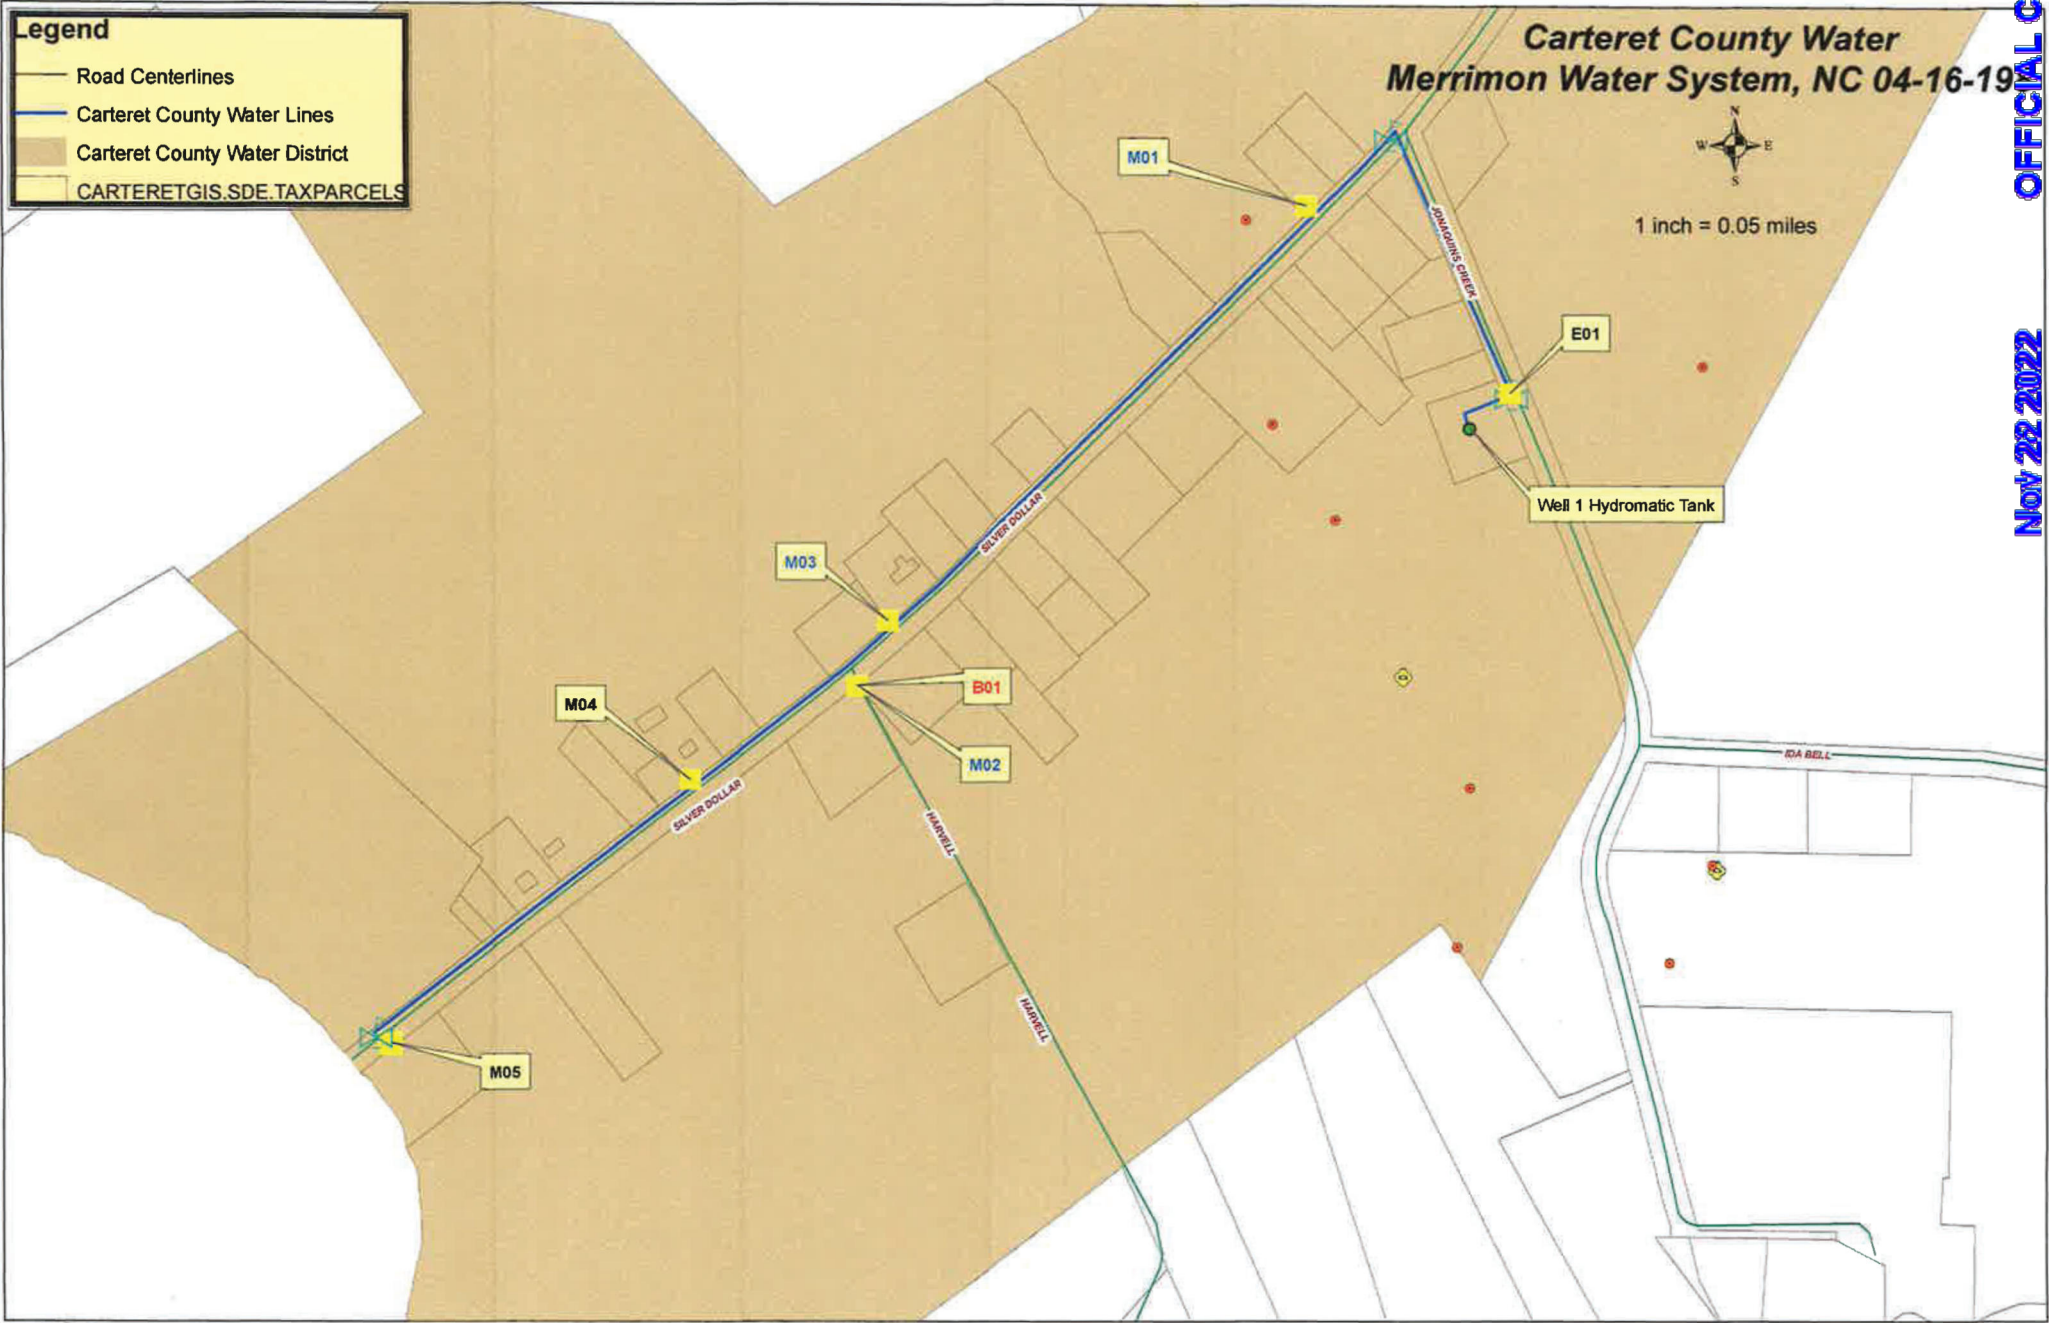 Legend
Road Centerlines
Carteret County Water Lines
Carteret County Water District
CARTERETGIS.SDE.TAXPARCELS
Carteret County Water
Merrimon Water System, NC 04-16-19
N
W E
S
1 inch = 0.05 miles
OFFICIAL C
Nov 22 2022
M01
JONAQUINS CREEK
E01
Well 1 Hydromatic Tank
SILVER DOLLAR
M03
B01
M04
M02
IDA BELL
SILVER DOLLAR
HARVELL
HARVELL
M05